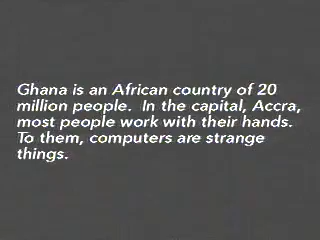 Ghana is an African country of 20
million people.  In the capital, Accra,
most people work with their hands.
To them, computers are strange
things.